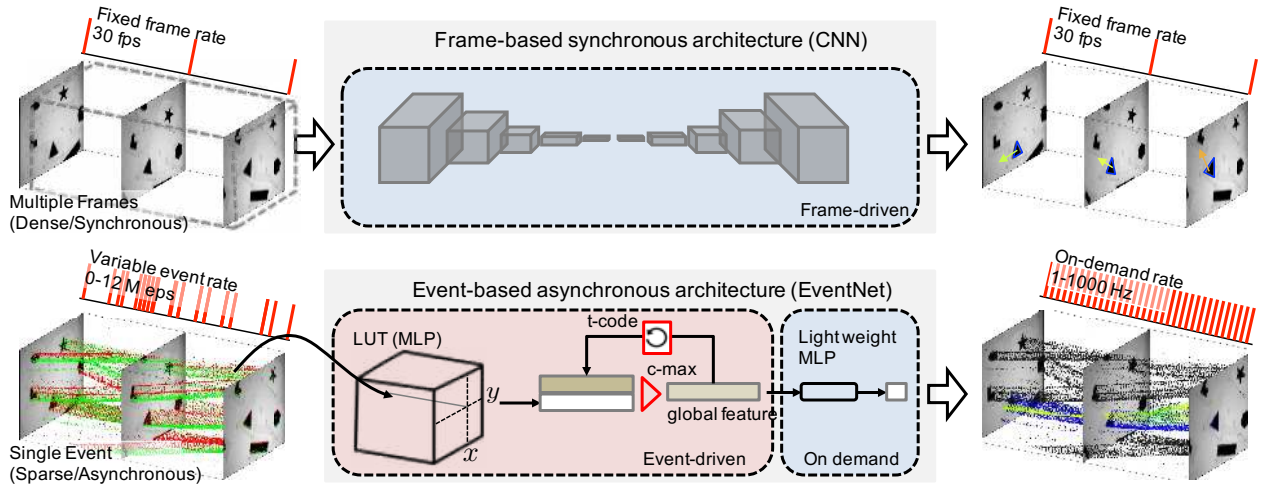 Fixed frame rate
30 fps
Multiple Frames
(Dense/Synchronous)
Frame-based synchronous architecture (CNN)
Frame-driven
Fixed frame rate
30 fps
Variable event rate
0-12 M eps
Single Event
(Sparse/Asynchronous)
Event-based asynchronous architecture (EventNet)
LUT (MLP)
y
x
t-code
c-max
global feature
Event-driven
Light weight
MLP
On demand
On-demand rate
1-1000 Hz